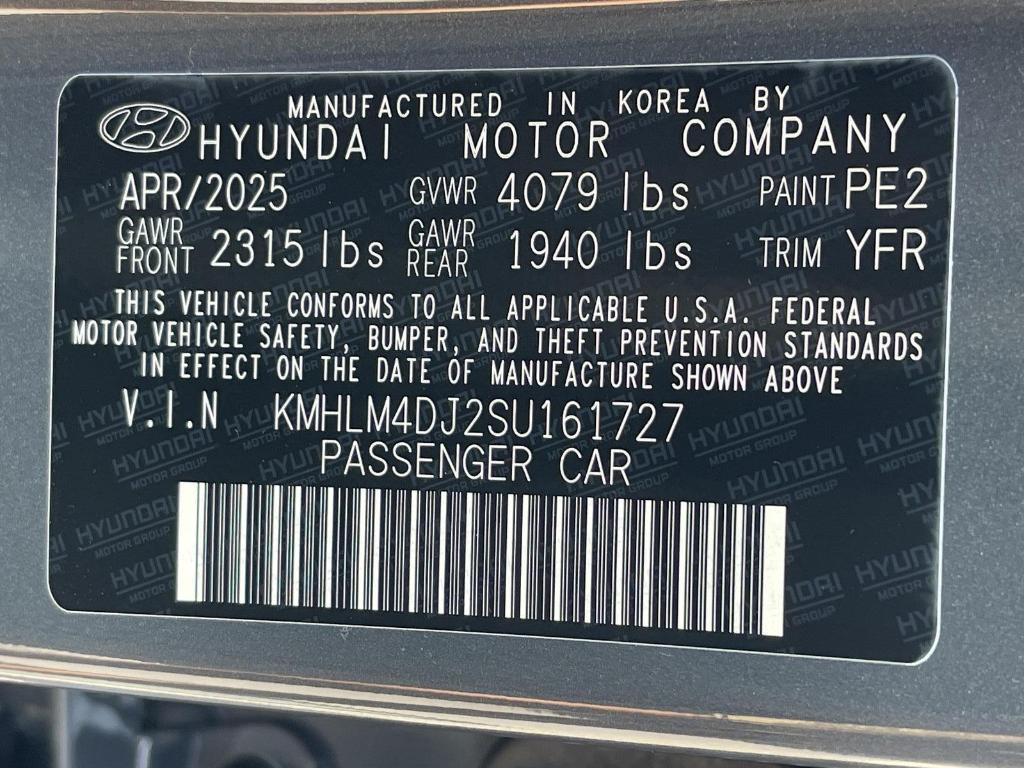 MANUFACTURED IN KOREA BY
HYUNDAI MOTOR COMPANY
APR/2025 GVWR 4079 lbs PAINT PE2
GAWR FRONT 2315 lbs GAWR REAR 1940 lbs TRIM YFR
THIS VEHICLE CONFORMS TO ALL APPLICABLE U.S.A. FEDERAL
MOTOR VEHICLE SAFETY, BUMPER, AND THEFT PREVENTION STANDARDS
IN EFFECT ON THE DATE OF MANUFACTURE SHOWN ABOVE
V.I.N KMHLM4DJ2SU161727
PASSENGER CAR